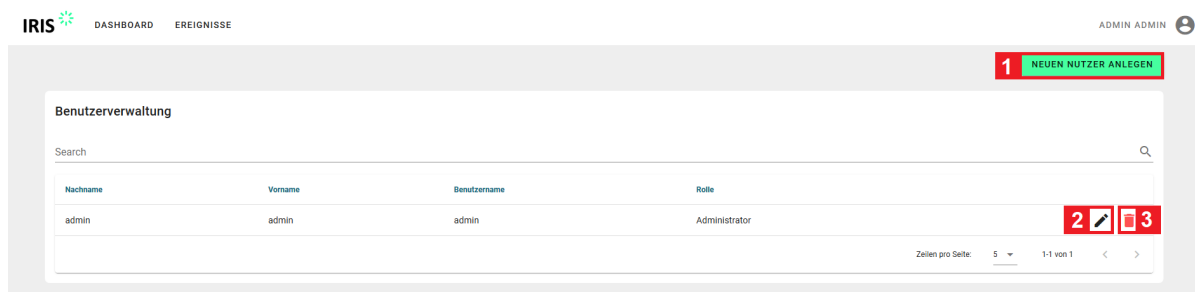 IRIS DASHBOARD EREIGNISSE ADMIN ADMIN
1 NEUEN NUTZER ANLEGEN
Benutzerverwaltung
Search
Nachname Vorname Benutzername Rolle
admin admin admin Administrator 2 3
Zeilen pro Seite: 5 1-1 von 1